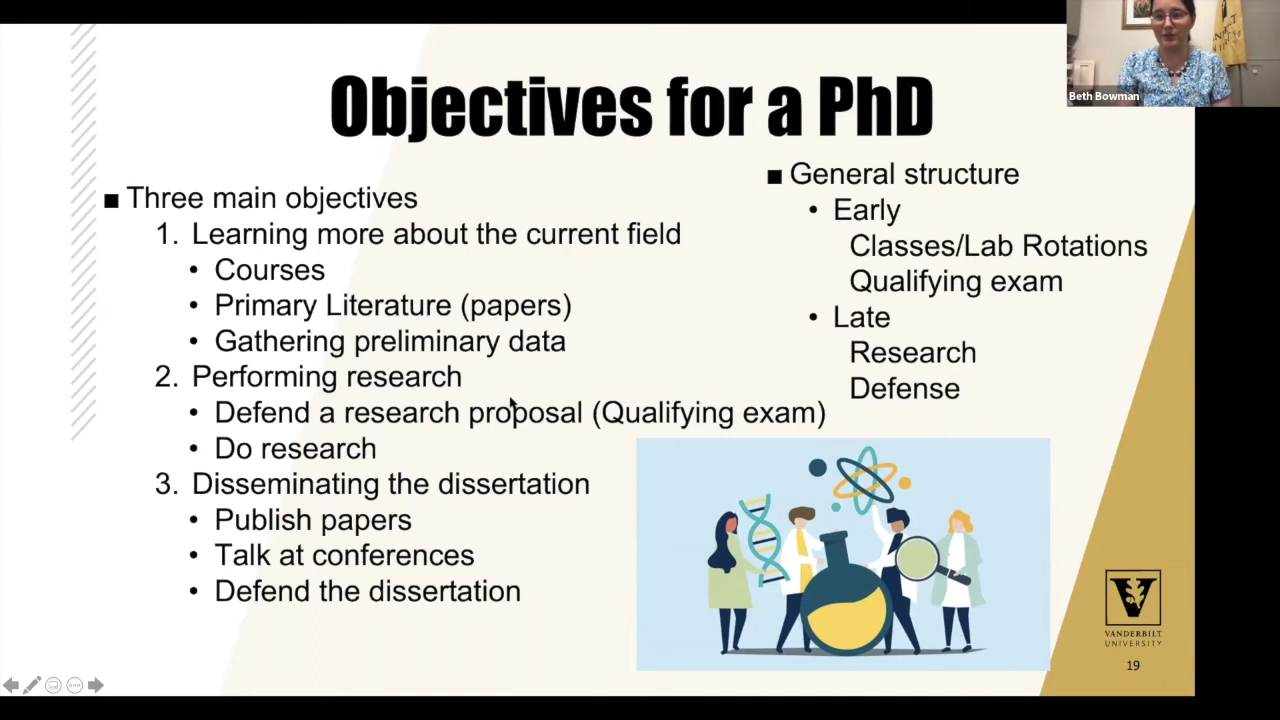 Objectives for a PhD
■ Three main objectives
1. Learning more about the current field
• Courses
• Primary Literature (papers)
• Gathering preliminary data
2. Performing research
• Defend a research proposal (Qualifying exam)
• Do research
3. Disseminating the dissertation
• Publish papers
• Talk at conferences
• Defend the dissertation
■ General structure
• Early
Classes/Lab Rotations
Qualifying exam
• Late
Research
Defense
Beth Bowman
V
VANDERBILT
UNIVERSITY
19